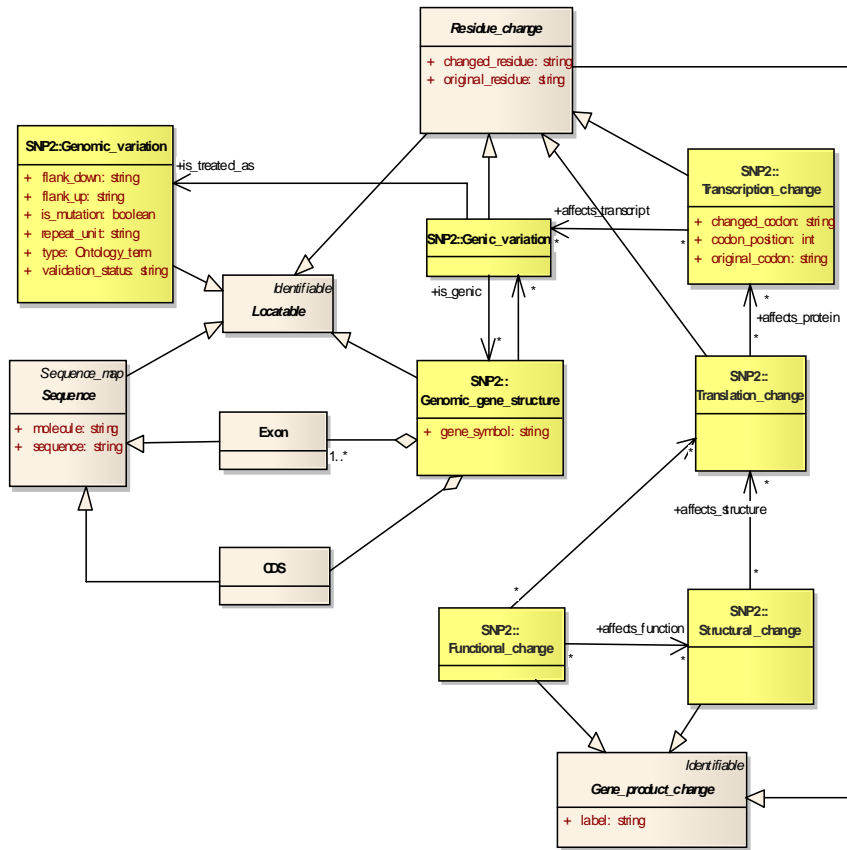 Residue_change
+ changed_residue: string
+ original_residue: string
SNP2::Genomic_variation
+ flank_down: string
+ flank_up: string
+ is_mutation: boolean
+ repeat_unit: string
+ type: Ontology_term
+ validation_status: string
+is_treated_as
SNP2::
Transcription_change
+ changed_codon: string
+ codon_position: int
+ original_codon: string
+affects_transcript
*
*
SNP2::Genic_variation
Identifiable
Locatable
+is_genic
*
*
*
+affects_protein
*
Sequence_map
Sequence
+ molecule: string
+ sequence: string
SNP2::
Genomic_gene_structure
+ gene_symbol: string
SNP2::
Translation_change
Exon
1..*
*
*
+affects_structure
CDS
*
*
SNP2::
Functional_change
+affects_function
*
*
SNP2::
Structural_change
Identifiable
Gene_product_change
+ label: string